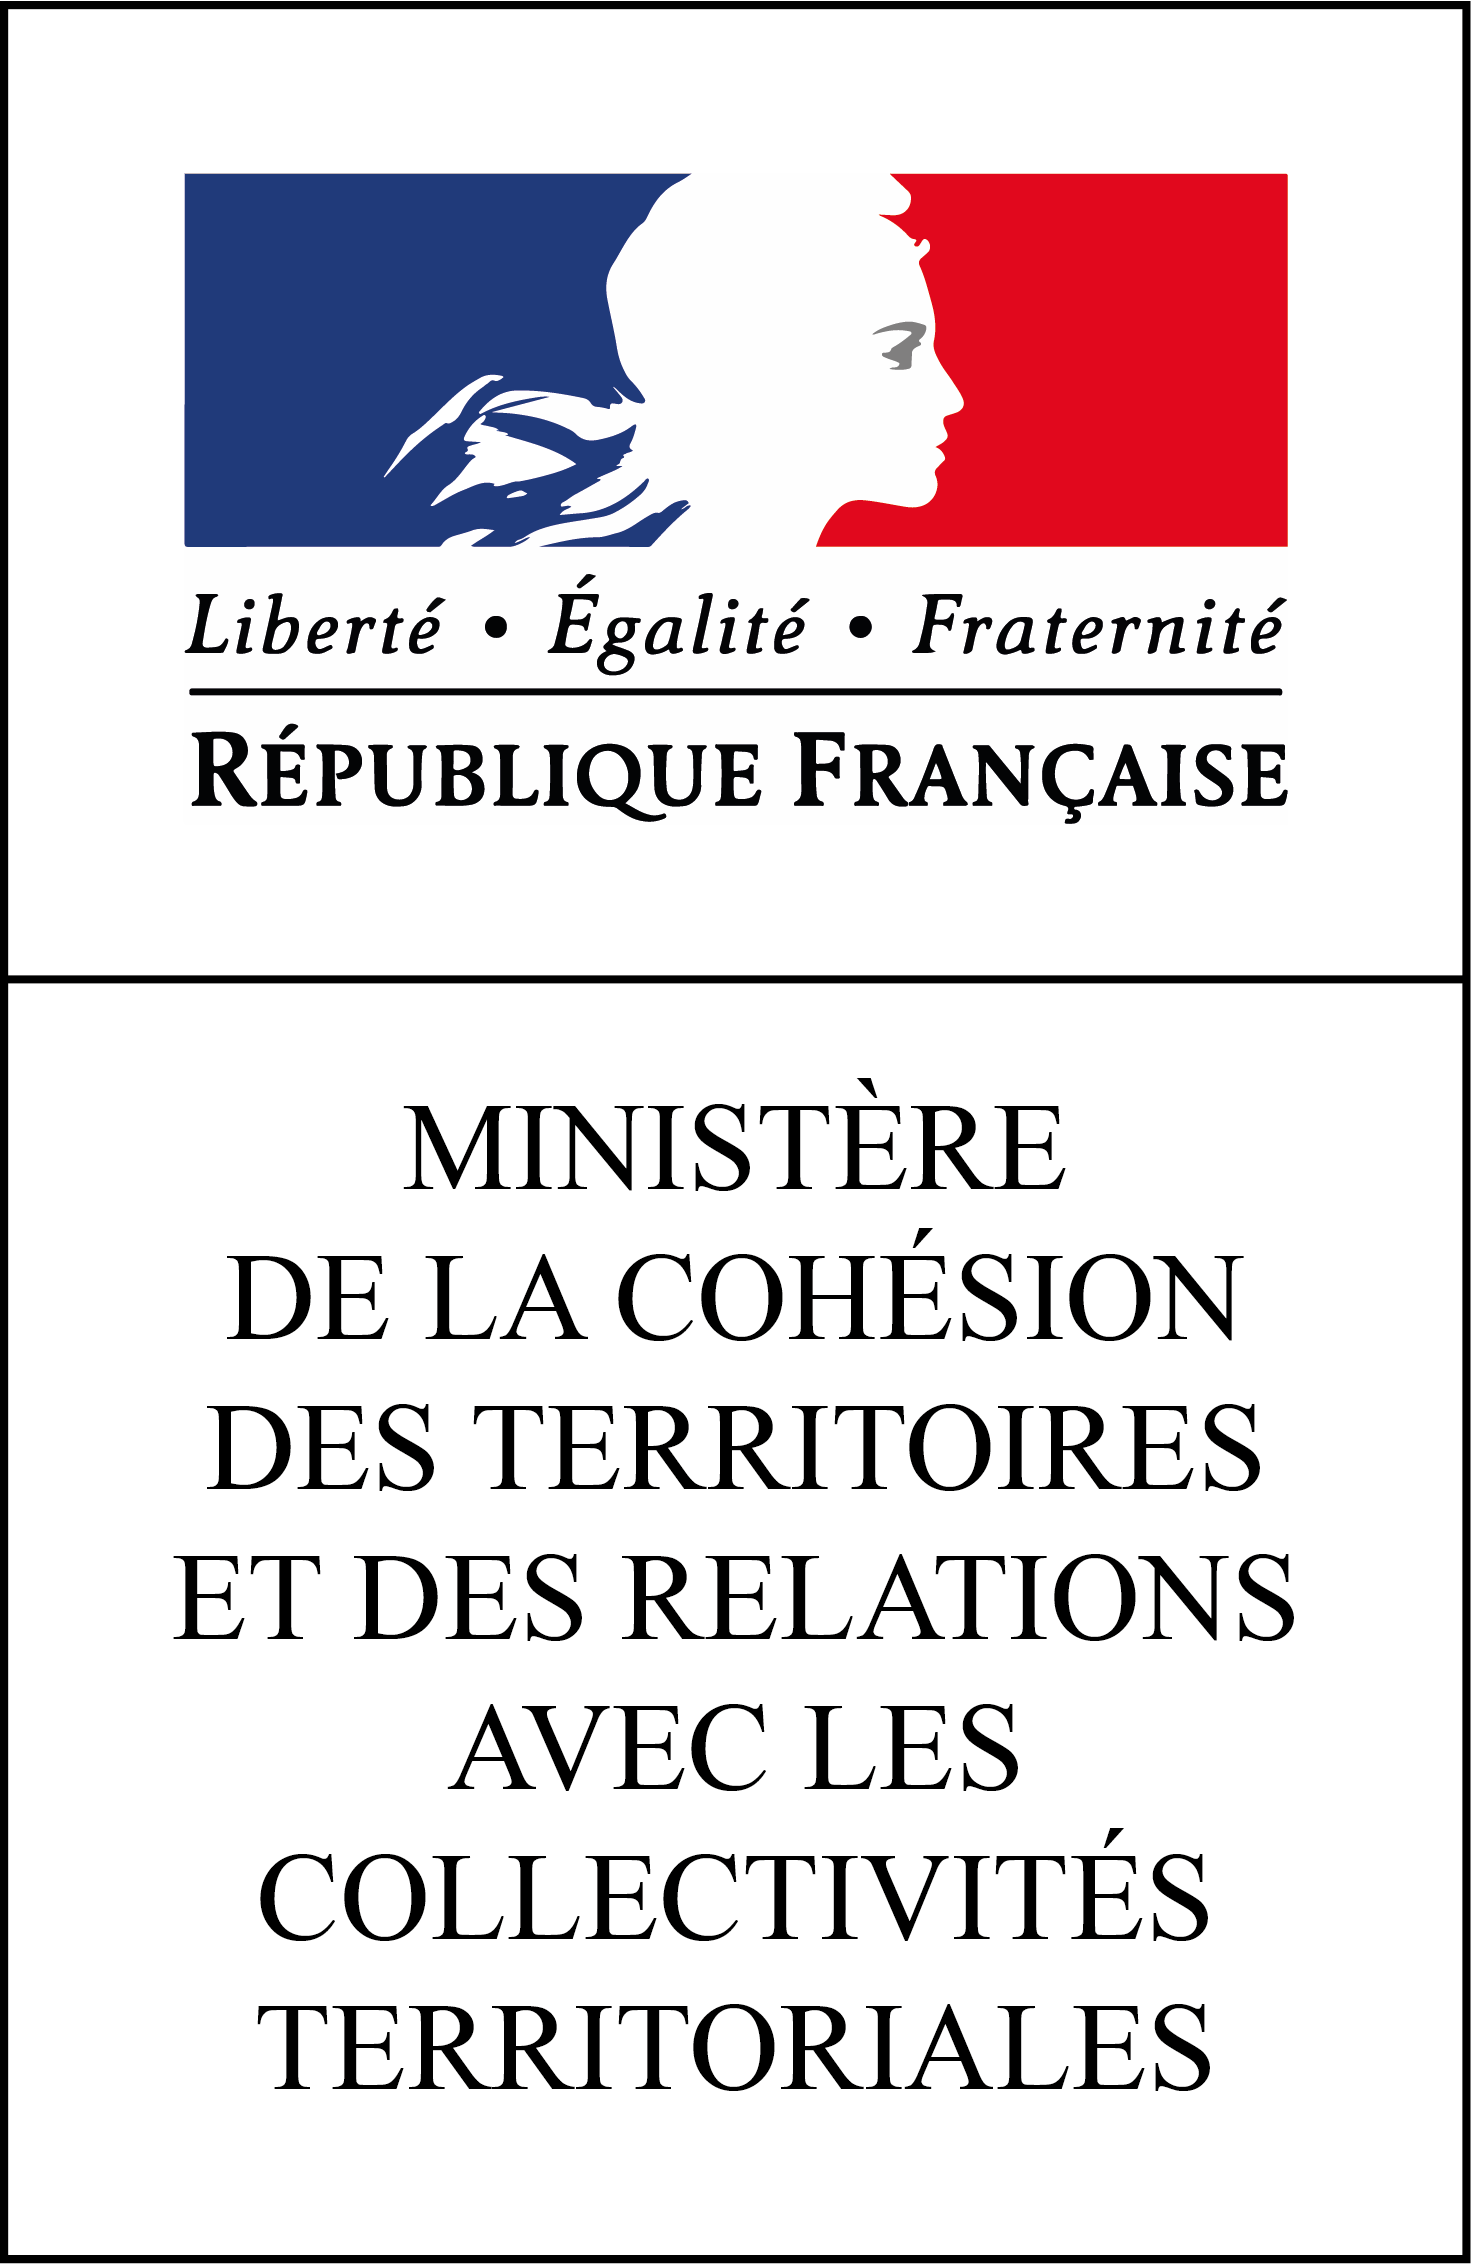 Liberté • Égalité • Fraternité
RÉPUBLIQUE FRANÇAISE
MINISTÈRE
DE LA COHÉSION
DES TERRITOIRES
ET DES RELATIONS
AVEC LES
COLLECTIVITÉS
TERRITORIALES